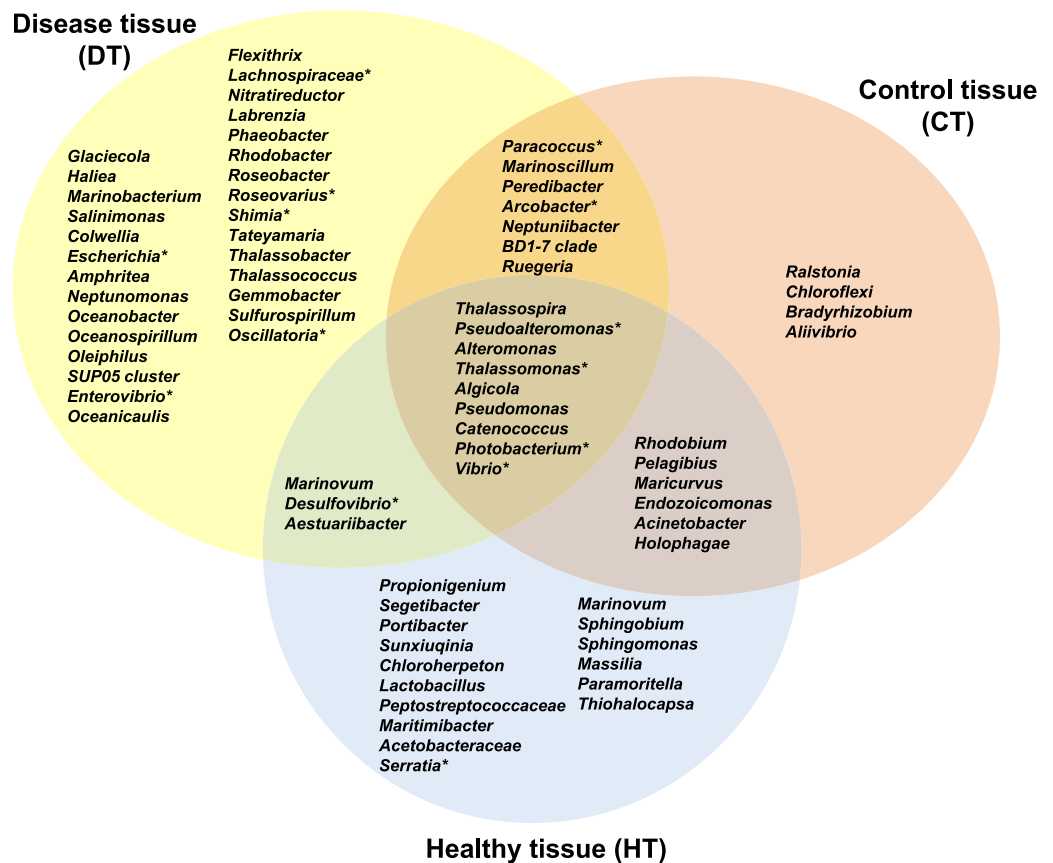 Disease tissue
(DT)
Control tissue
(CT)
Glaciecola
Haliea
Marinobacterium
Salinimonas
Colwellia
Escherichia*
Amphritea
Neptunomonas
Oceanobacter
Oceanospirillum
Oleiphilus
SUP05 cluster
Enterovibrio*
Oceanicaulis
Flexithrix
Lachnospiraceae*
Nitratireductor
Labrenzia
Phaeobacter
Rhodobacter
Roseobacter
Roseovarius*
Shimia*
Tateyamaria
Thalassobacter
Thalassococcus
Gemmobacter
Sulfurospirillum
Oscillatoria*
Paracoccus*
Marinoscillum
Peredibacter
Arcobacter*
Neptuniibacter
BD1-7 clade
Ruegeria
Ralstonia
Chloroflexi
Bradyrhizobium
Aliivibrio
Thalassospira
Pseudoalteromonas*
Alteromonas
Thalassomonas*
Algicola
Pseudomonas
Catenococcus
Photobacterium*
Vibrio*
Marinovum
Desulfovibrio*
Aestuariibacter
Rhodobium
Pelagibius
Maricurvus
Endozoicomonas
Acinetobacter
Holophagae
Propionigenium
Segetibacter
Portibacter
Sunxiuqinia
Chloroherpeton
Lactobacillus
Peptostreptococcaceae
Maritimibacter
Acetobacteraceae
Serratia*
Marinovum
Sphingobium
Sphingomonas
Massilia
Paramoritella
Thiohalocapsa
Healthy tissue (HT)